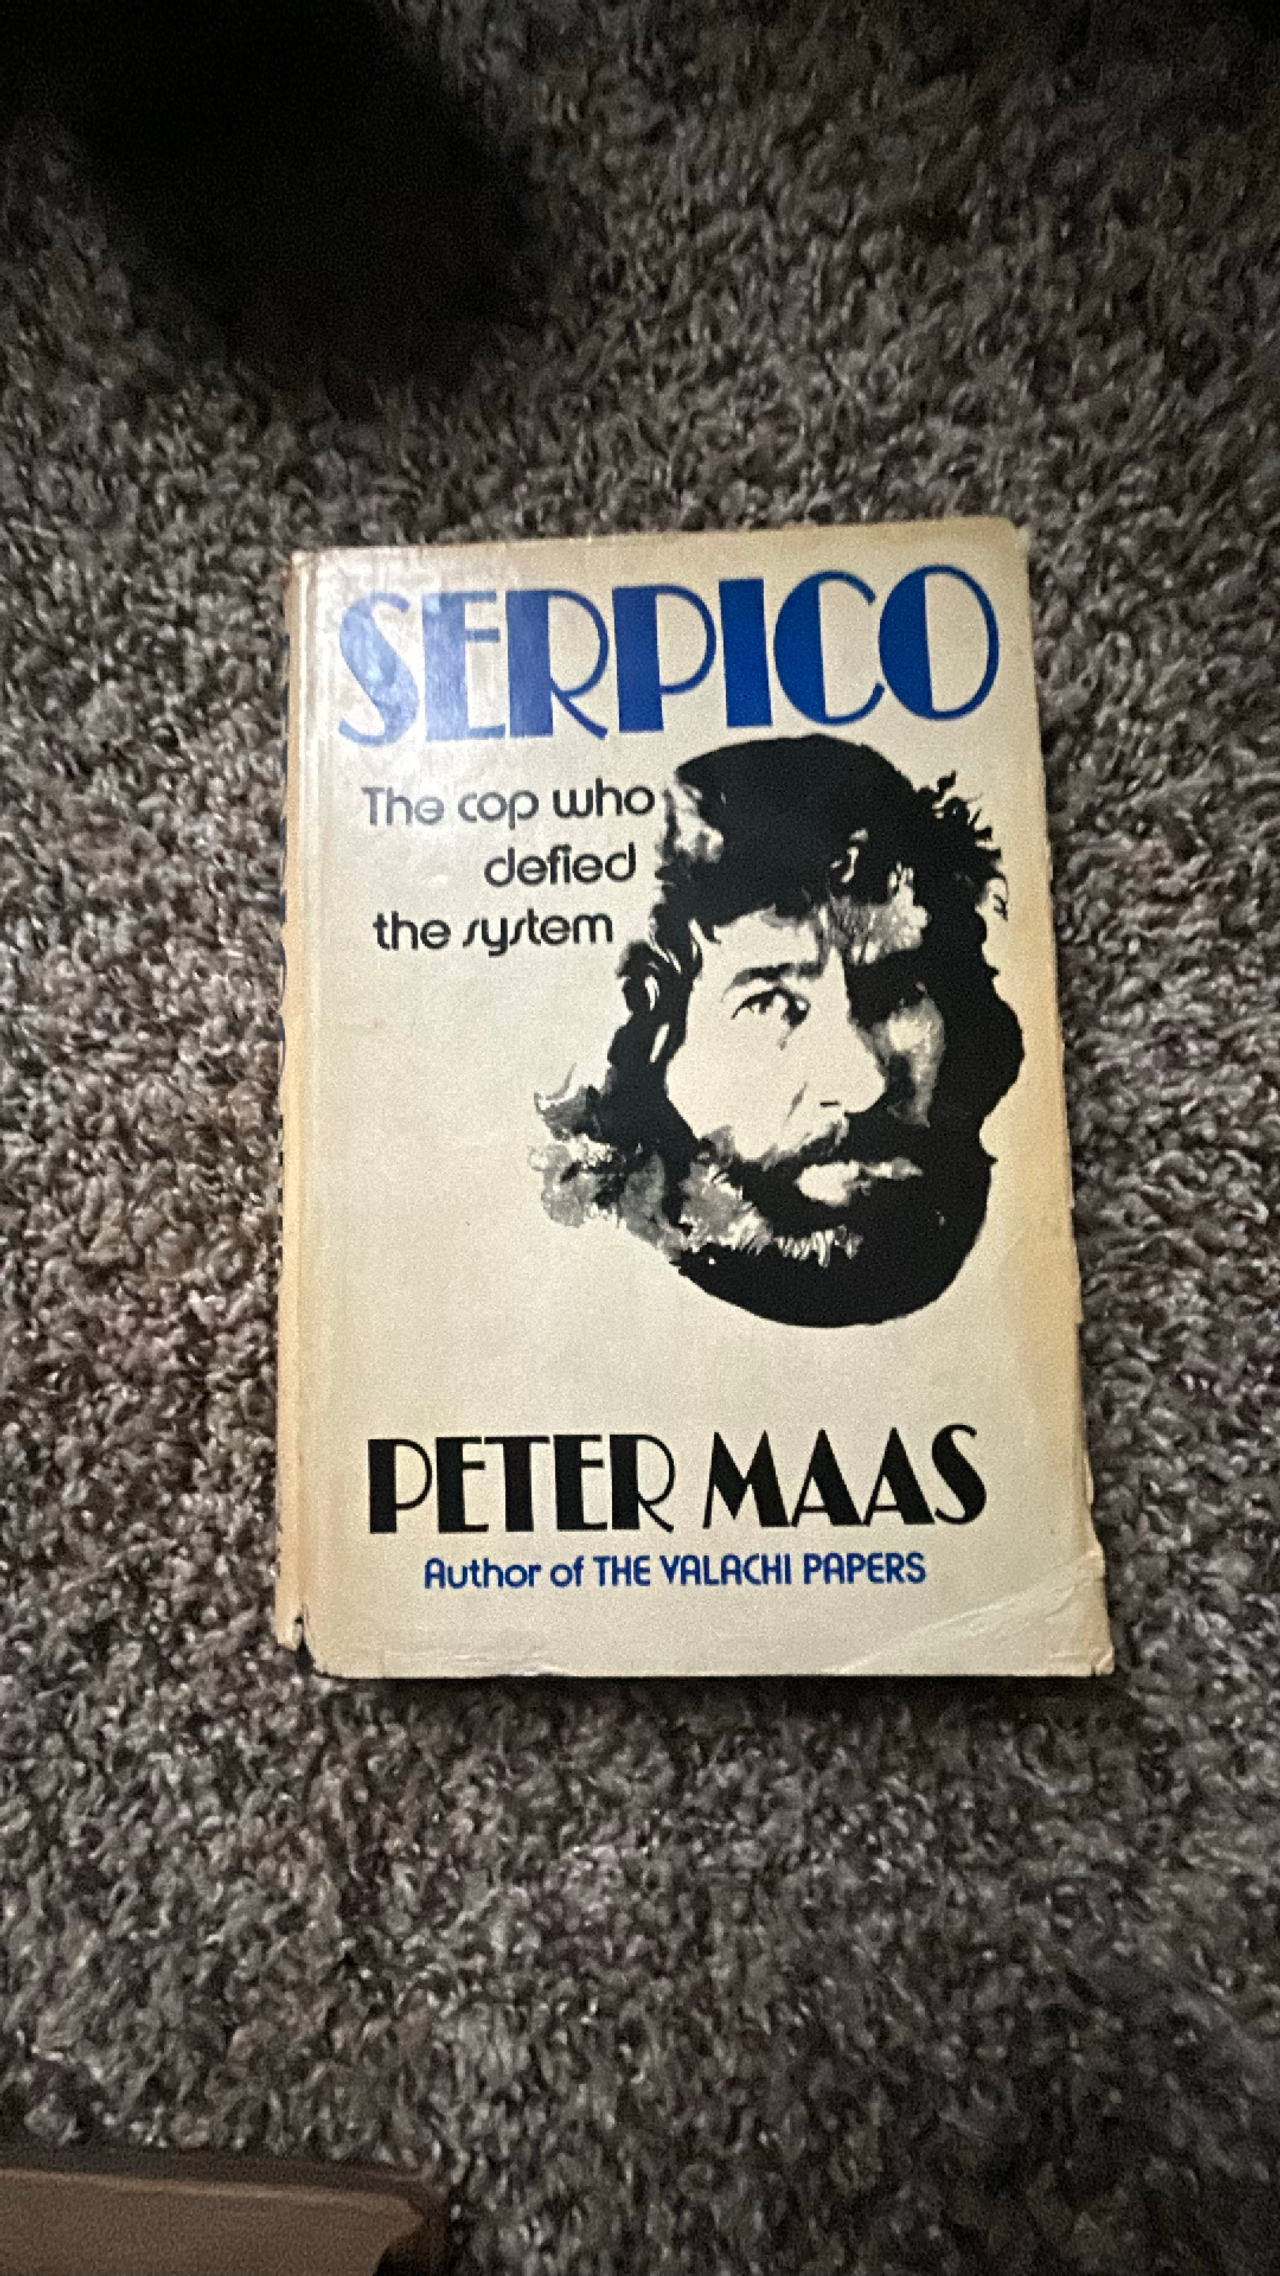 SERPICO
The cop who
defied
the system
PETER MAAS
Author of THE VALACHI PAPERS